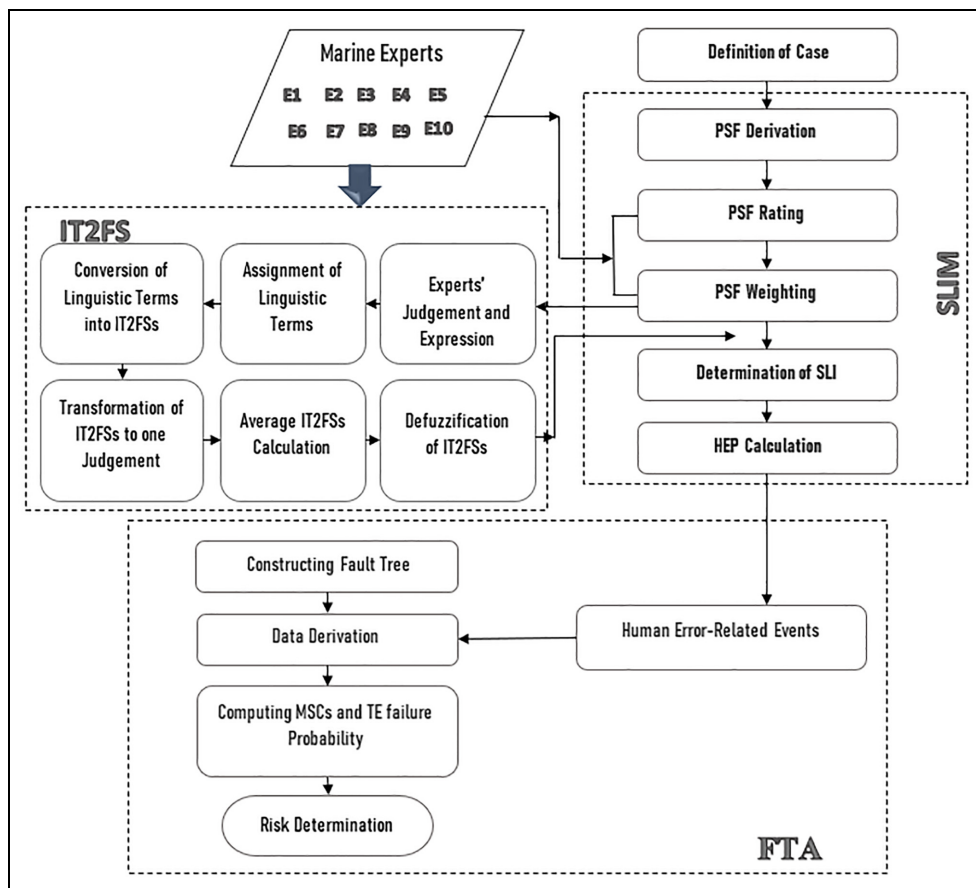 Marine Experts
E1 E2 E3 E4 E5
E6 E7 E8 E9 E10
Definition of Case
PSF Derivation
PSF Rating
PSF Weighting
Determination of SLI
HEP Calculation
SLIM
IT2FS
Conversion of
Linguistic Terms
into IT2FSs
Assignment of
Linguistic
Terms
Experts'
Judgement and
Expression
Transformation of
IT2FSs to one
Judgement
Average IT2FSs
Calculation
Defuzzification
of IT2FSs
Constructing Fault Tree
Data Derivation
Human Error-Related Events
Computing MSCs and TE failure
Probability
Risk Determination
FTA